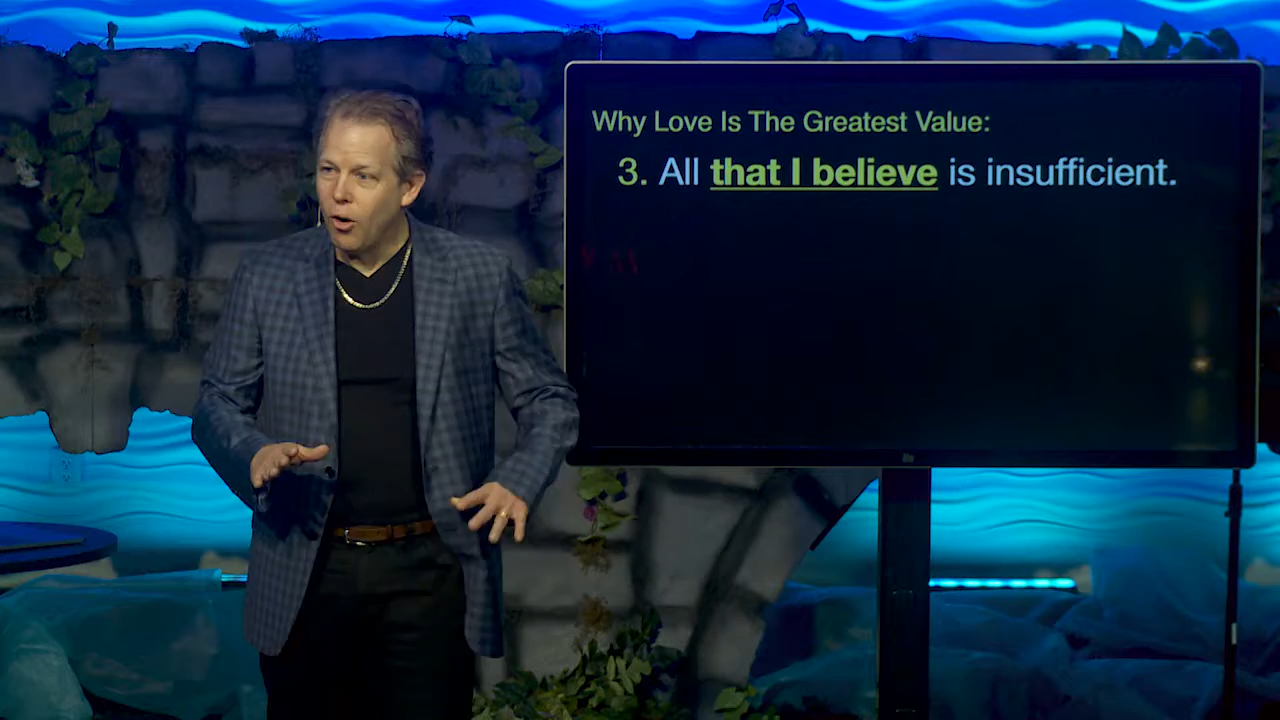 Why Love Is The Greatest Value:
3. All that I believe is insufficient.